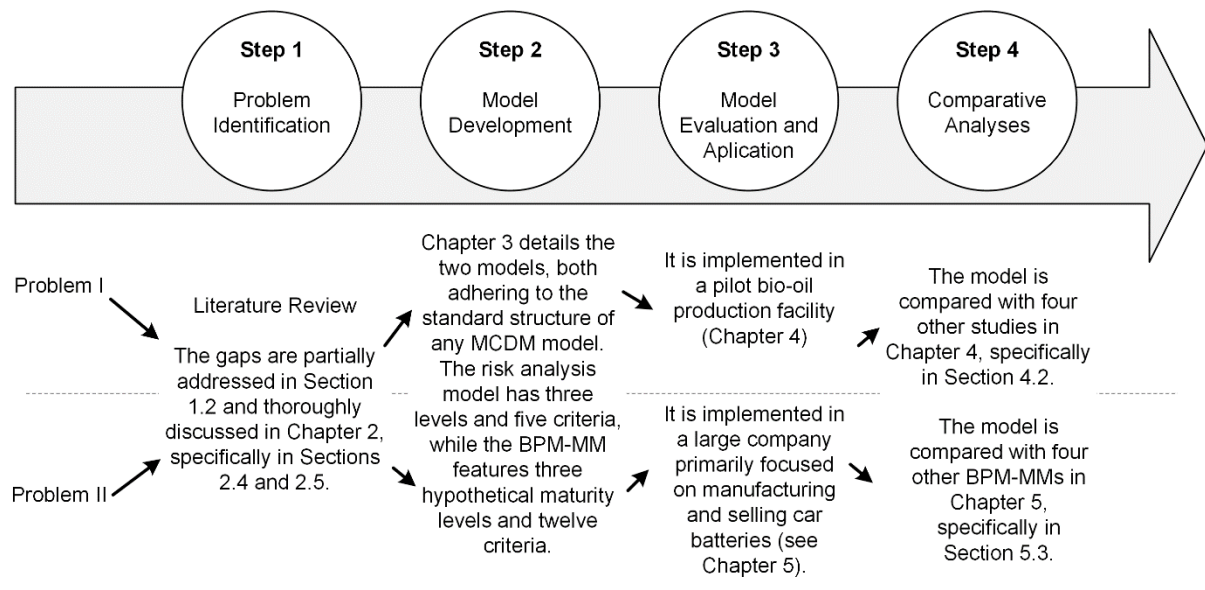 Step 1
Problem
Identification
Step 2
Model
Development
Step 3
Model
Evaluation and
Aplication
Step 4
Comparative
Analyses
Problem I
Problem II
Literature Review
The gaps are partially
addressed in Section
1.2 and thoroughly
discussed in Chapter 2,
specifically in Sections
2.4 and 2.5.
Chapter 3 details the
two models, both
adhering to the
standard structure of
any MCDM model.
The risk analysis
model has three
levels and five criteria,
while the BPM-MM
features three
hypothetical maturity
levels and twelve
criteria.
It is implemented in
a pilot bio-oil
production facility
(Chapter 4)
It is implemented in
a large company
primarily focused
on manufacturing
and selling car
batteries (see
Chapter 5).
The model is
compared with four
other studies in
Chapter 4, specifically
in Section 4.2.
The model is
compared with four
other BPM-MMs in
Chapter 5,
specifically in
Section 5.3.